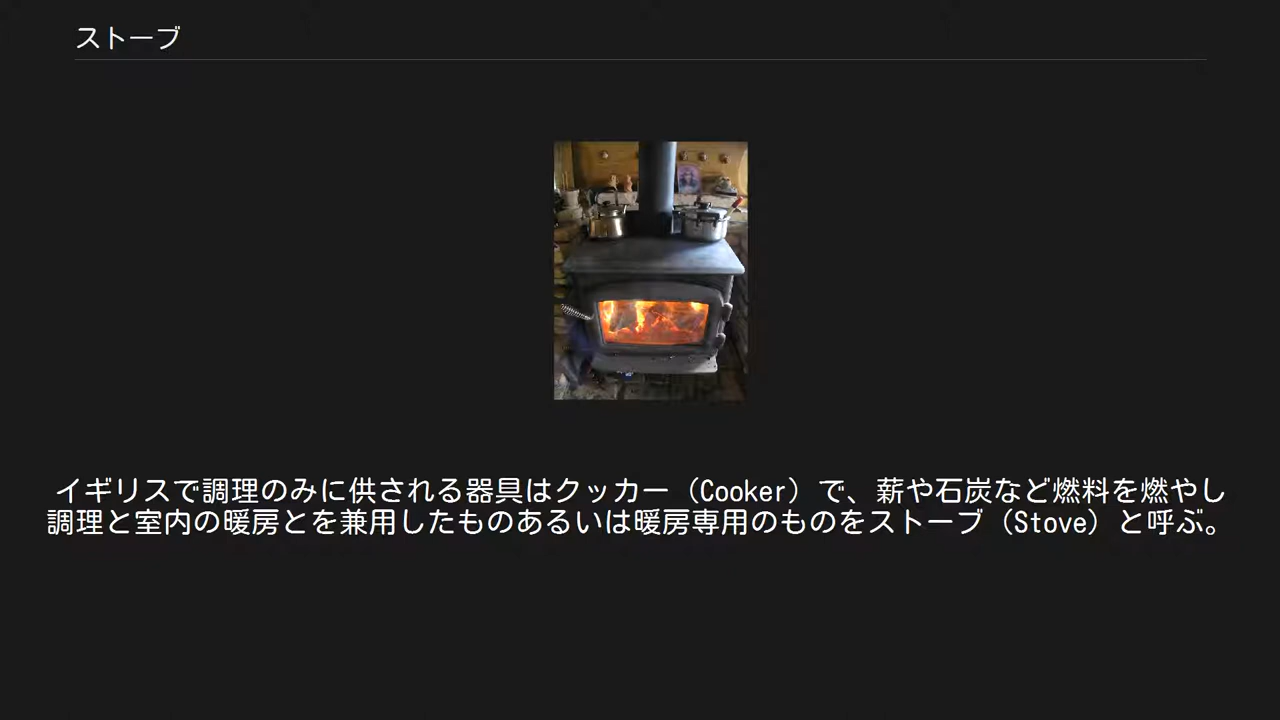 ストーブ
イギリスで調理のみに供される器具はクッカー（Cooker）で、薪や石炭など燃料を燃やし
調理と室内の暖房とを兼用したものあるいは暖房専用のものをストーブ（Stove）と呼ぶ。